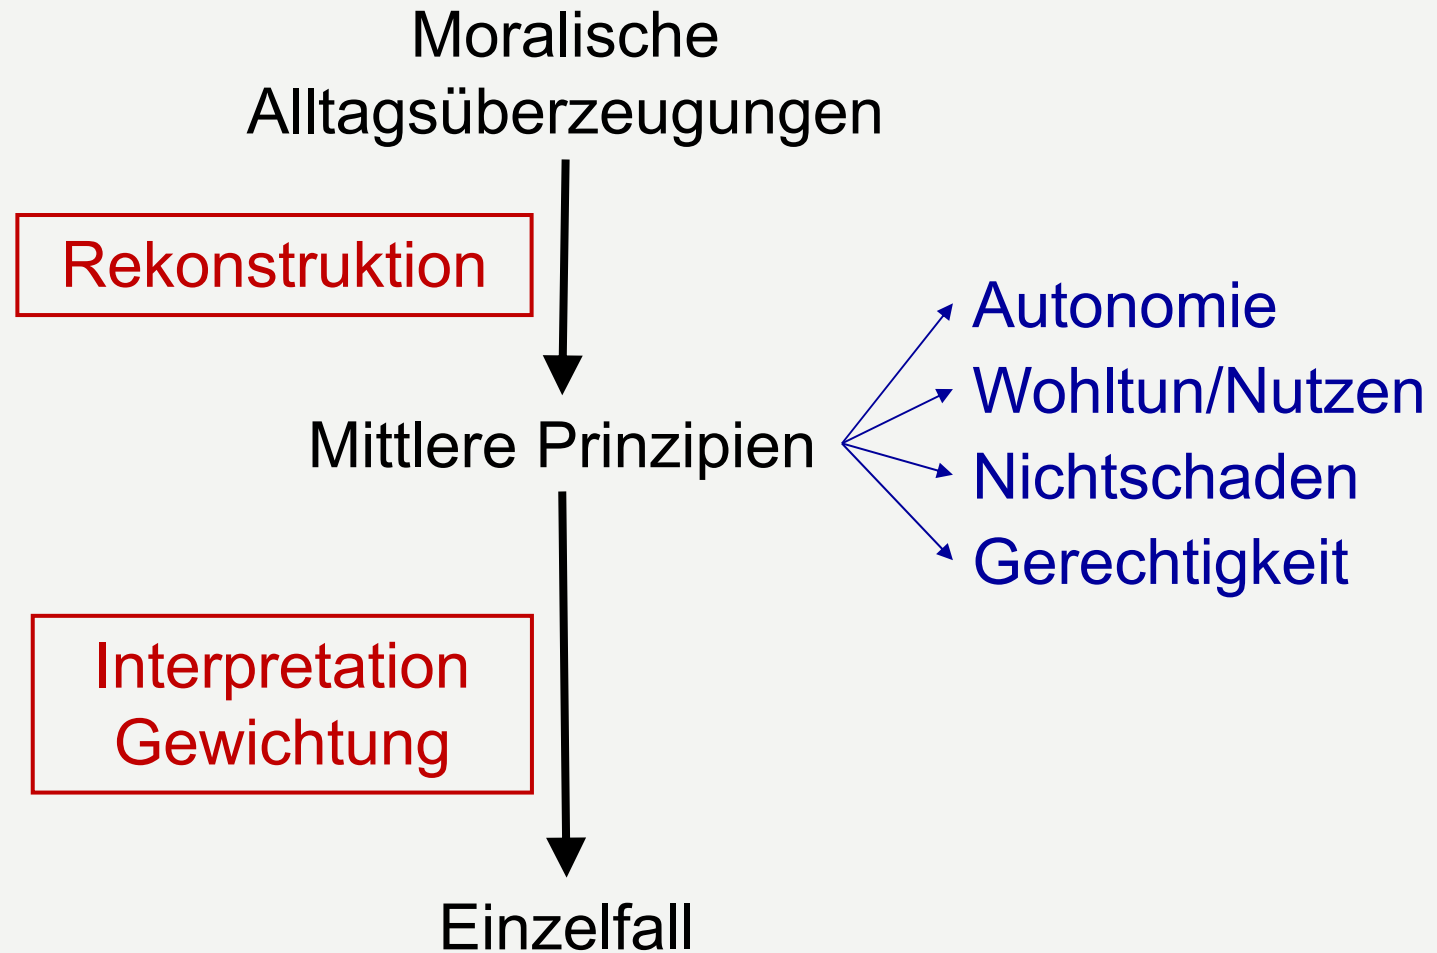 Moralische
Alltagsüberzeugungen
Rekonstruktion
Mittlere Prinzipien
Autonomie
Wohltun/Nutzen
Nichtschaden
Gerechtigkeit
Interpretation
Gewichtung
Einzelfall